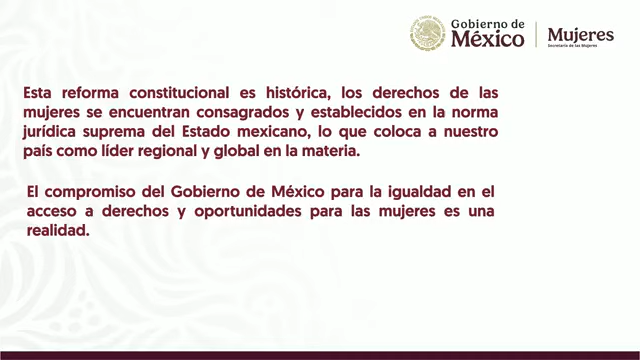 Gobierno de
México
Mujeres
Secretaría de las Mujeres
Esta reforma constitucional es histórica, los derechos de las
mujeres se encuentran consagrados y establecidos en la norma
jurídica suprema del Estado mexicano, lo que coloca a nuestro
país como líder regional y global en la materia.
El compromiso del Gobierno de México para la igualdad en el
acceso a derechos y oportunidades para las mujeres es una
realidad.